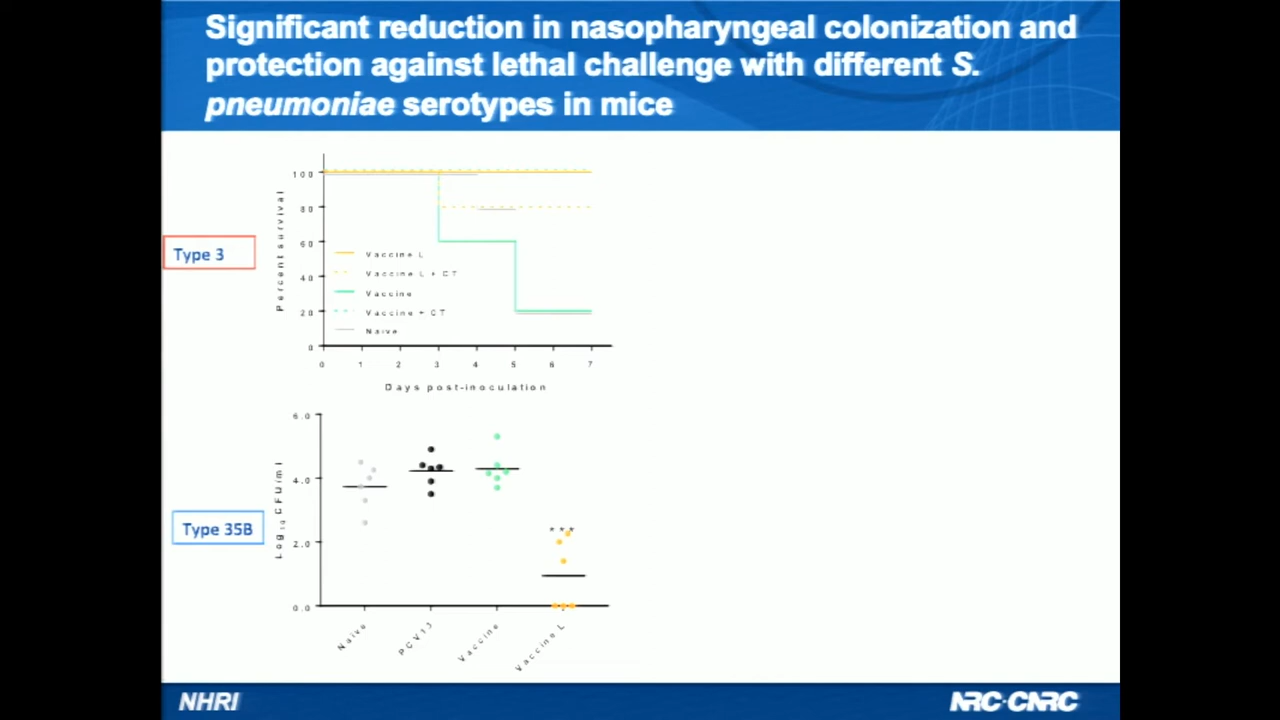 Significant reduction in nasopharyngeal colonization and
protection against lethal challenge with different S.
pneumoniae serotypes in mice
Type 3
Percent survival
100
80
60
40
20
0
Vaccine L
Vaccine L + CT
Vaccine
Vaccine + CT
Naive
0 1 2 3 4 5 6 7
Days post-inoculation
Type 35B
Log10 CFU/ml
6.0
4.0
2.0
0.0
***
Naive PCV13 Vaccine Vaccine L
NHRI
NRC·CNRC